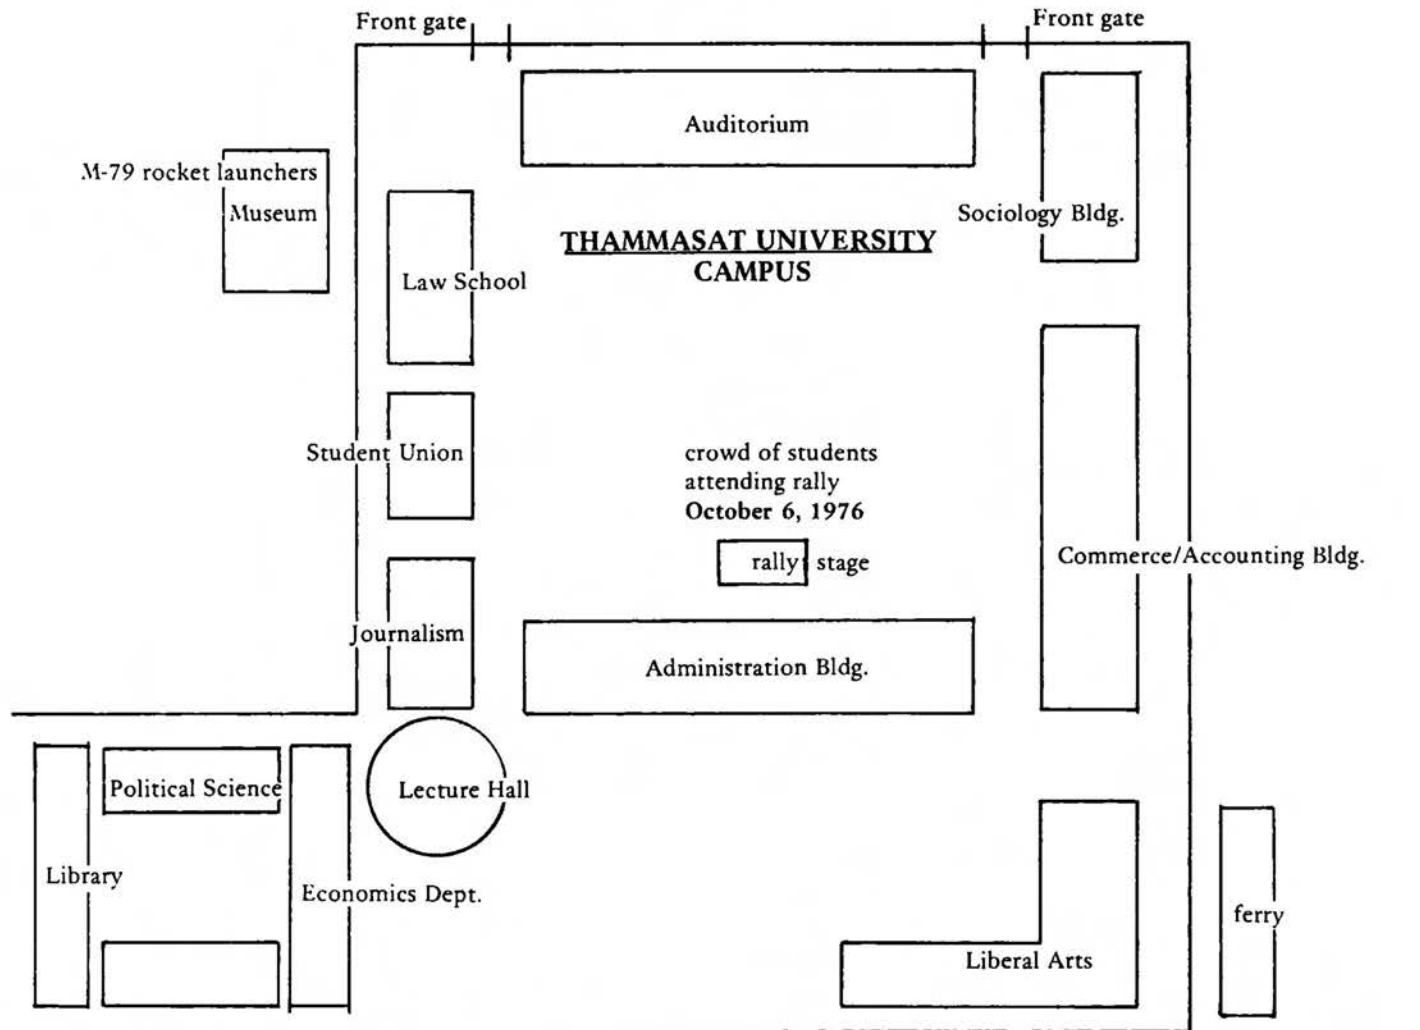 Front gate
Front gate
Auditorium
M-79 rocket launchers
Museum
Sociology Bldg.
THAMMASAT UNIVERSITY
CAMPUS
Law School
Student Union
crowd of students
attending rally
October 6, 1976
rally stage
Commerce/Accounting Bldg.
Journalism
Administration Bldg.
Political Science
Lecture Hall
Library
Economics Dept.
ferry
Liberal Arts